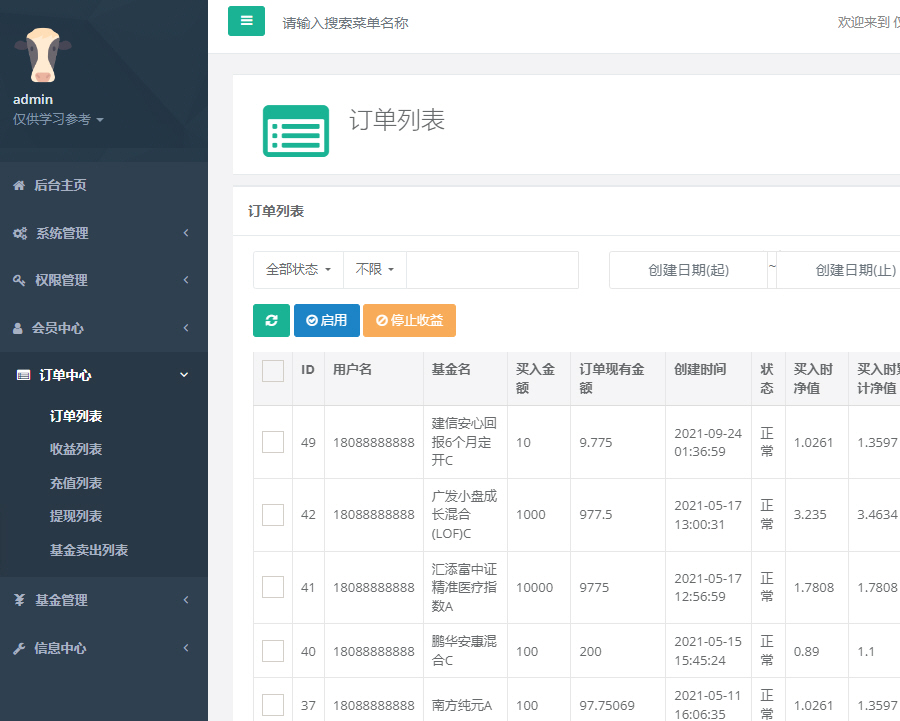 请输入搜索菜单名称
欢迎来到
admin
仅供学习参考
后台主页
系统管理
权限管理
会员中心
订单中心
订单列表
收益列表
充值列表
提现列表
基金卖出列表
基金管理
信息中心
订单列表
订单列表
全部状态 不限 创建日期(起) ~ 创建日期(止)
启用 停止收益
ID 用户名 基金名 买入金 订单现有金 创建时间 状 买入时 买入时累
额 额 态 净值 计净值
建信安心回
49 18088888888 报6个月定 10 9.775 2021-09-24 正 1.0261 1.3597
开C 01:36:59 常
广发小盘成
42 18088888888 长混合 1000 977.5 2021-05-17 正 3.235 3.4634
(LOF)C 13:00:31 常
汇添富中证
41 18088888888 精准医疗指 10000 9775 2021-05-17 正 1.7808 1.7808
数A 12:56:59 常
40 18088888888 鹏华安惠混 100 200 2021-05-15 正 0.89 1.1
合C 15:45:24 常
37 18088888888 南方纯元A 100 97.75069 2021-05-11 正 1.0261 1.3597
16:06:35 常